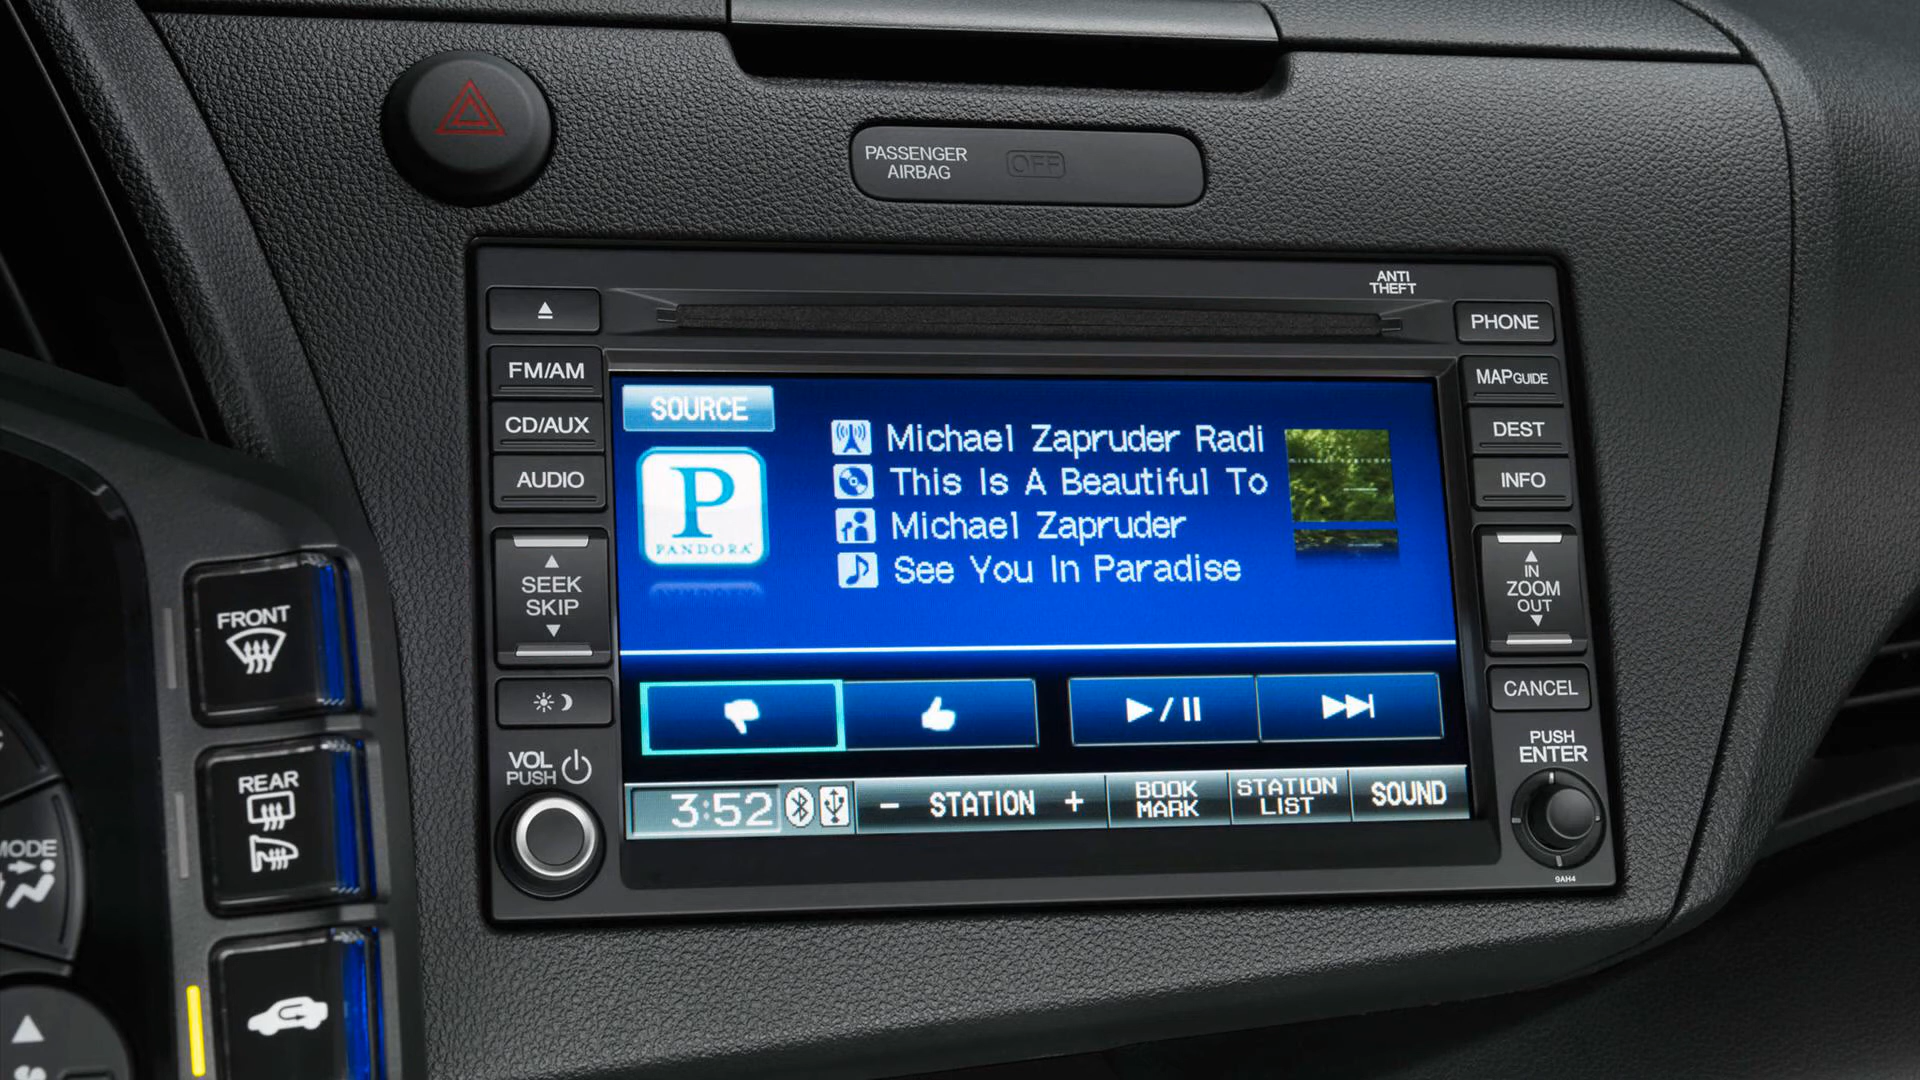 PASSENGER
AIRBAG
OFF
ANTI
THEFT
PHONE
FM/AM
MAP GUIDE
SOURCE
CD/AUX
DEST
AUDIO
INFO
P
PANDORA
Michael Zapruder Radi
This Is A Beautiful To
Michael Zapruder
See You In Paradise
SEEK
SKIP
IN
ZOOM
OUT
CANCEL
FRONT
VOL
PUSH
PUSH
ENTER
REAR
3:52
- STATION +
BOOK
MARK
STATION
LIST
SOUND
MODE
9AH4